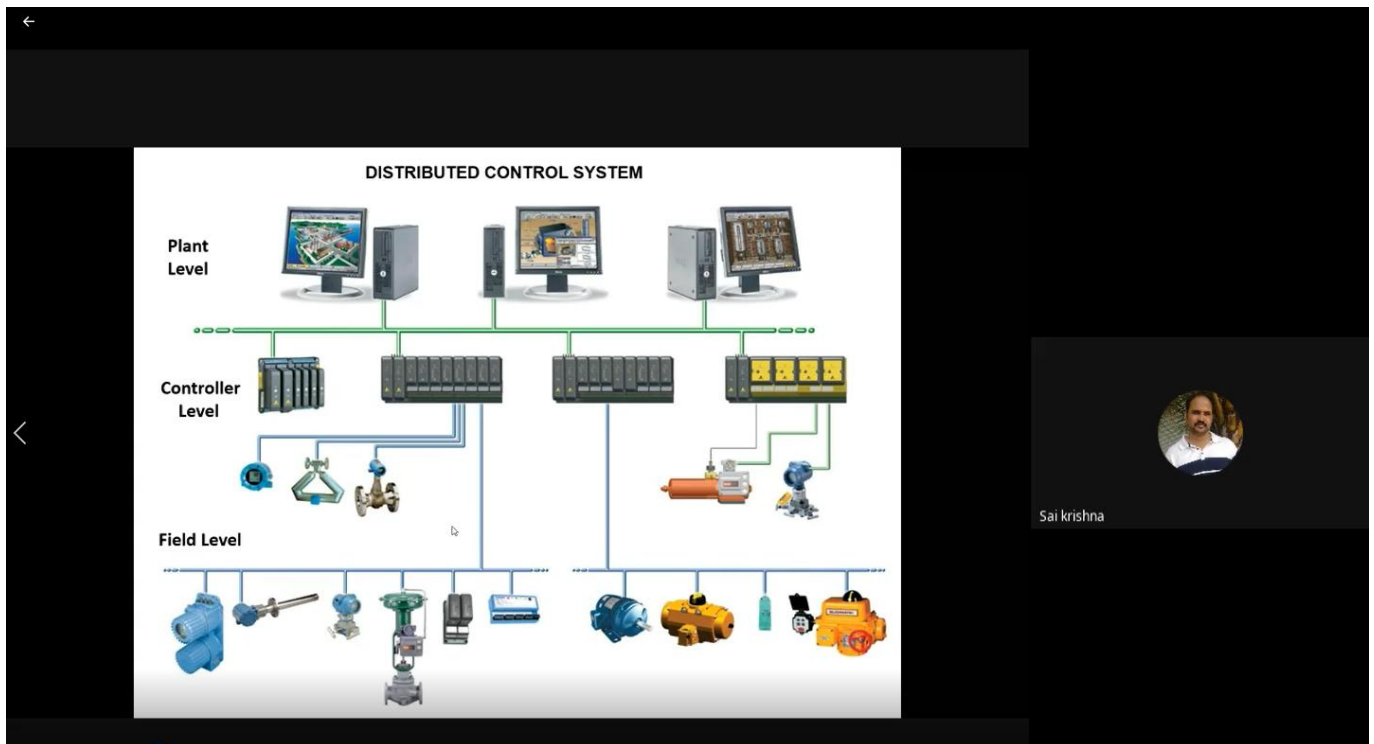 DISTRIBUTED CONTROL SYSTEM
Plant
Level
Controller
Level
Sai krishna
Field Level